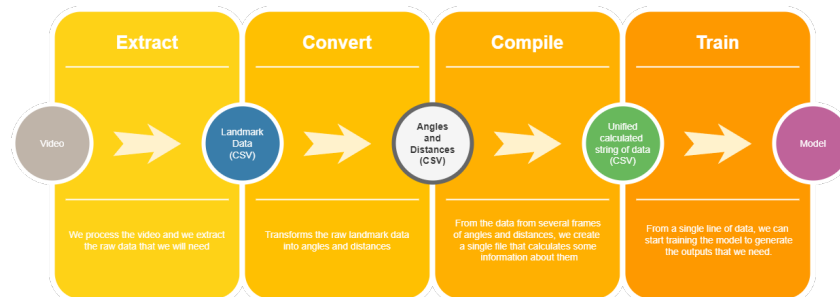 Extract
Convert
Compile
Train
Video
Landmark
Data
(CSV)
Angles
and
Distances
(CSV)
Unified
calculated
string of data
(CSV)
Model
We process the video and we extract
the raw data that we will need
Transforms the raw landmark data
into angles and distances
From the data from several frames
of angles and distances, we create
a single file that calculates some
information about them
From a single line of data, we can
start training the model to generate
the outputs that we need.